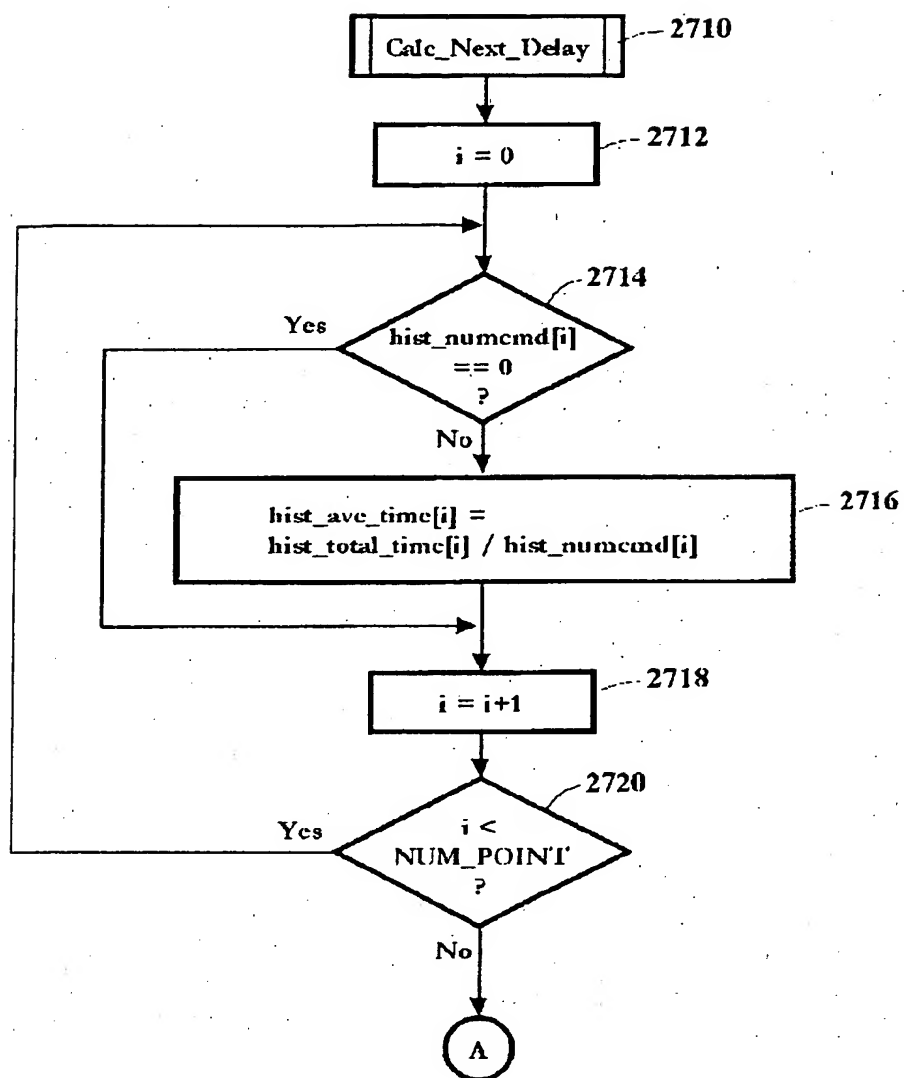 Calc_Next_Delay
2710
i = 0
2712
2714
Yes
hist_numcmd[i]
== 0
?
No
2716
hist_ave_time[i] =
hist_total_time[i] / hist_numcmd[i]
2718
i = i+1
2720
Yes
i <
NUM_POINT
?
No
A